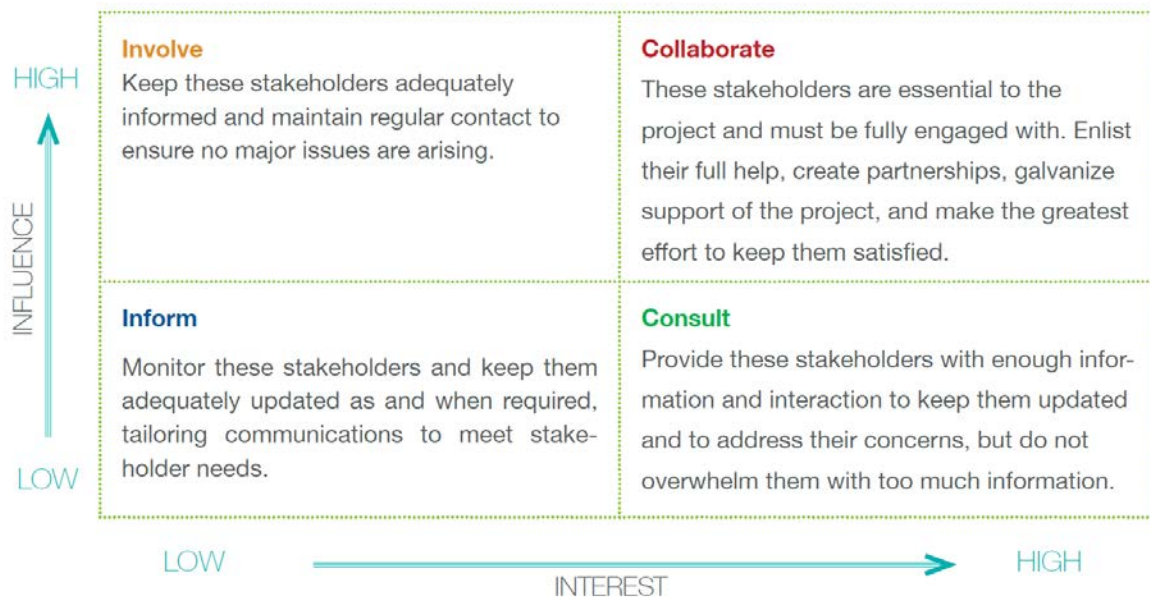 HIGH
INFLUENCE
LOW
Involve
Keep these stakeholders adequately
informed and maintain regular contact to
ensure no major issues are arising.
Collaborate
These stakeholders are essential to the
project and must be fully engaged with. Enlist
their full help, create partnerships, galvanize
support of the project, and make the greatest
effort to keep them satisfied.
Inform
Monitor these stakeholders and keep them
adequately updated as and when required,
tailoring communications to meet stake-
holder needs.
Consult
Provide these stakeholders with enough infor-
mation and interaction to keep them updated
and to address their concerns, but do not
overwhelm them with too much information.
LOW
INTEREST
HIGH